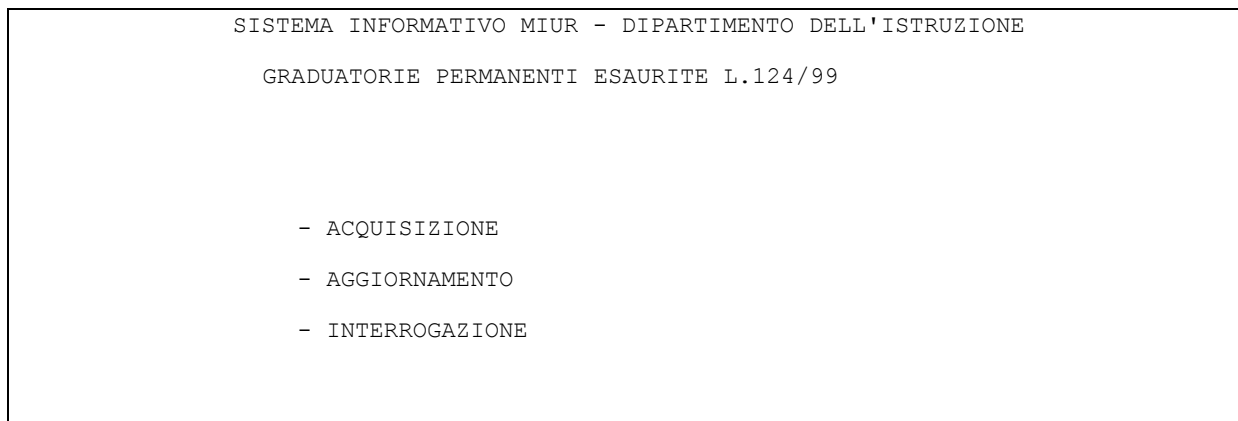 SISTEMA INFORMATIVO MIUR - DIPARTIMENTO DELL'ISTRUZIONE
GRADUATORIE PERMANENTI ESAURITE L.124/99
- ACQUISIZIONE
- AGGIORNAMENTO
- INTERROGAZIONE